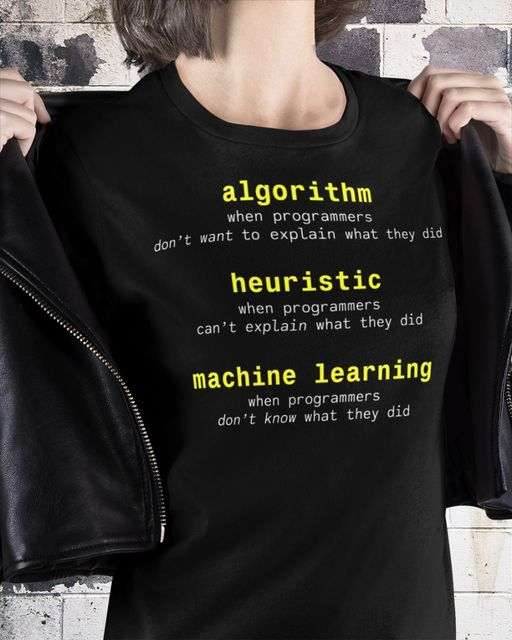 algorithm
when programmers
don't want to explain what they did
heuristic
when programmers
can't explain what they did
machine learning
when programmers
don't know what they did